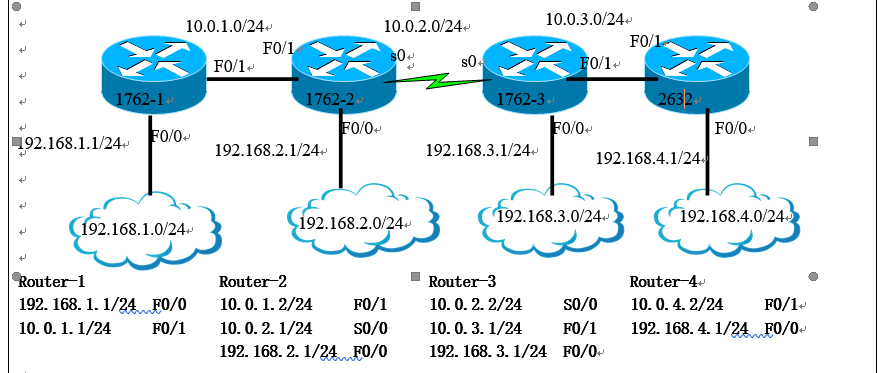 10.0.1.0/24
10.0.2.0/24
10.0.3.0/24
F0/1
F0/1
F0/1
F0/1
s0
s0
1762-1
1762-2
1762-3
2632
F0/0
F0/0
F0/0
F0/0
192.168.1.1/24
192.168.2.1/24
192.168.3.1/24
192.168.4.1/24
192.168.1.0/24
192.168.2.0/24
192.168.3.0/24
192.168.4.0/24
Router-1 Router-2 Router-3 Router-4
192.168.1.1/24 F0/0 10.0.1.2/24 F0/1 10.0.2.2/24 S0/0 10.0.4.2/24 F0/1
10.0.1.1/24 F0/1 10.0.2.1/24 S0/0 10.0.3.1/24 F0/1 192.168.4.1/24 F0/0
192.168.2.1/24 F0/0 192.168.3.1/24 F0/0